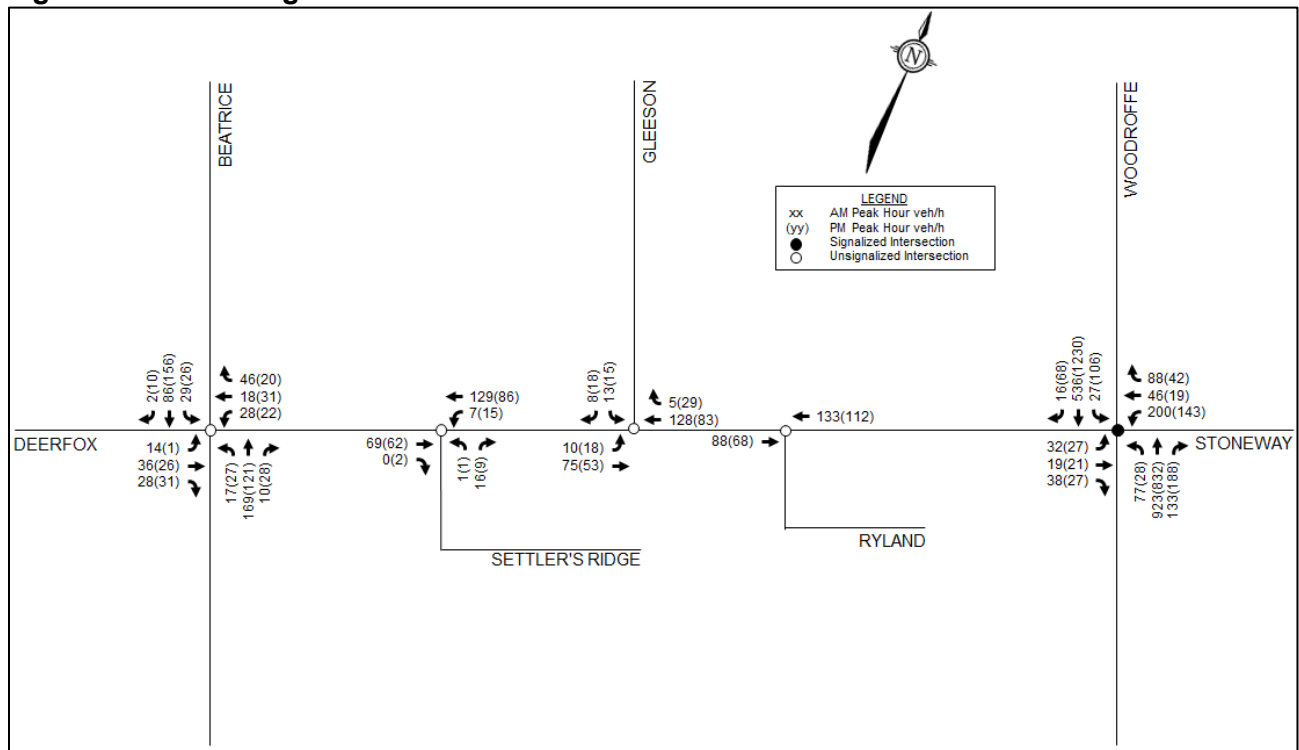 N
BEATRICE
GLEESON
WOODROFFE
LEGEND
xx AM Peak Hour veh/h
(yy) PM Peak Hour veh/h
Signalized Intersection
Unsignalized Intersection
2(10)
86(156)
29(26)
46(20)
18(31)
28(22)
129(86)
7(15)
8(18)
13(15)
5(29)
128(83)
133(112)
16(68)
536(1230)
27(106)
88(42)
46(19)
200(143)
DEERFOX
STONEWAY
14(1)
36(26)
28(31)
17(27)
169(121)
10(28)
69(62)
0(2)
1(1)
16(9)
10(18)
75(53)
88(68)
32(27)
19(21)
38(27)
77(28)
923(832)
133(188)
SETTLER'S RIDGE
RYLAND